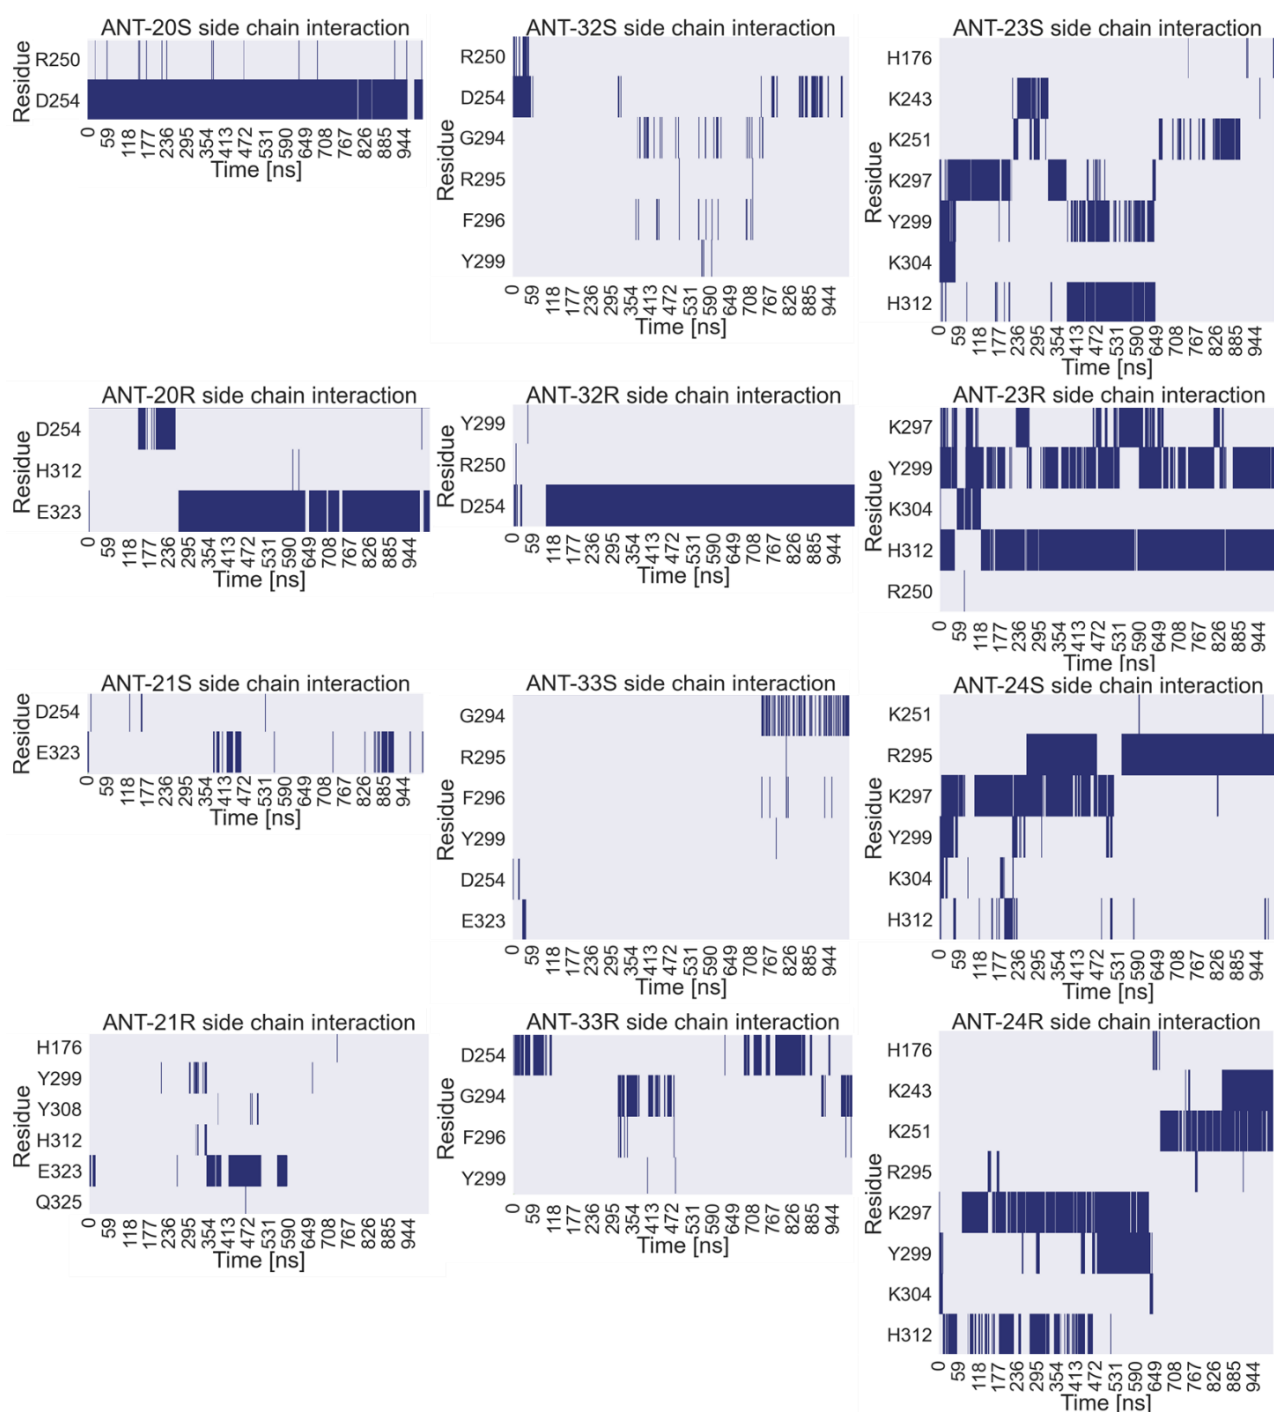 ANT-20S side chain interaction
Residue
R250
D254
0 59 118 177 236 295 354 413 472 531 590 649 708 767 826 885 944
Time [ns]
ANT-32S side chain interaction
Residue
R250
D254
G294
R295
F296
Y299
0 59 118 177 236 295 354 413 472 531 590 649 708 767 826 885 944
Time [ns]
ANT-23S side chain interaction
Residue
H176
K243
K251
K297
Y299
K304
H312
0 59 118 177 236 295 354 413 472 531 590 649 708 767 826 885 944
Time [ns]
ANT-20R side chain interaction
Residue
D254
H312
E323
0 59 118 177 236 295 354 413 472 531 590 649 708 767 826 885 944
Time [ns]
ANT-32R side chain interaction
Residue
Y299
R250
D254
0 59 118 177 236 295 354 413 472 531 590 649 708 767 826 885 944
Time [ns]
ANT-23R side chain interaction
Residue
K297
Y299
K304
H312
R250
0 59 118 177 236 295 354 413 472 531 590 649 708 767 826 885 944
Time [ns]
ANT-21S side chain interaction
Residue
D254
E323
0 59 118 177 236 295 354 413 472 531 590 649 708 767 826 885 944
Time [ns]
ANT-33S side chain interaction
Residue
G294
R295
F296
Y299
D254
E323
0 59 118 177 236 295 354 413 472 531 590 649 708 767 826 885 944
Time [ns]
ANT-24S side chain interaction
Residue
K251
R295
K297
Y299
K304
H312
0 59 118 177 236 295 354 413 472 531 590 649 708 767 826 885 944
Time [ns]
ANT-21R side chain interaction
Residue
H176
Y299
Y308
H312
E323
Q325
0 59 118 177 236 295 354 413 472 531 590 649 708 767 826 885 944
Time [ns]
ANT-33R side chain interaction
Residue
D254
G294
F296
Y299
0 59 118 177 236 295 354 413 472 531 590 649 708 767 826 885 944
Time [ns]
ANT-24R side chain interaction
Residue
H176
K243
K251
R295
K297
Y299
K304
H312
0 59 118 177 236 295 354 413 472 531 590 649 708 767 826 885 944
Time [ns]